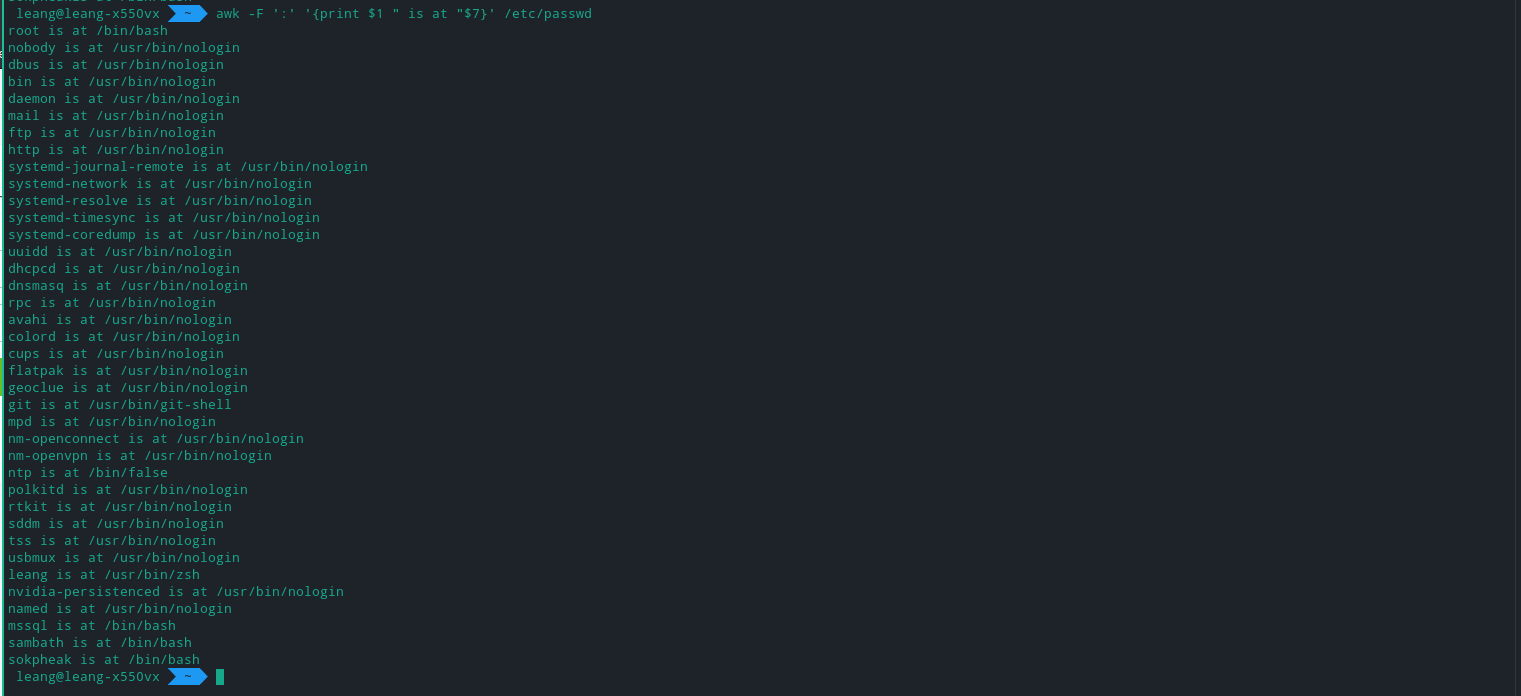 leang@leang-x550vx ~ awk -F ':' '{print $1 " is at "$7}' /etc/passwd
root is at /bin/bash
nobody is at /usr/bin/nologin
dbus is at /usr/bin/nologin
bin is at /usr/bin/nologin
daemon is at /usr/bin/nologin
mail is at /usr/bin/nologin
ftp is at /usr/bin/nologin
http is at /usr/bin/nologin
systemd-journal-remote is at /usr/bin/nologin
systemd-network is at /usr/bin/nologin
systemd-resolve is at /usr/bin/nologin
systemd-timesync is at /usr/bin/nologin
systemd-coredump is at /usr/bin/nologin
uuidd is at /usr/bin/nologin
dhcpcd is at /usr/bin/nologin
dnsmasq is at /usr/bin/nologin
rpc is at /usr/bin/nologin
avahi is at /usr/bin/nologin
colord is at /usr/bin/nologin
cups is at /usr/bin/nologin
flatpak is at /usr/bin/nologin
geoclue is at /usr/bin/nologin
git is at /usr/bin/git-shell
mpd is at /usr/bin/nologin
nm-openconnect is at /usr/bin/nologin
nm-openvpn is at /usr/bin/nologin
ntp is at /bin/false
polkitd is at /usr/bin/nologin
rtkit is at /usr/bin/nologin
sddm is at /usr/bin/nologin
tss is at /usr/bin/nologin
usbmux is at /usr/bin/nologin
leang is at /usr/bin/zsh
nvidia-persistenced is at /usr/bin/nologin
named is at /usr/bin/nologin
mssql is at /bin/bash
sambath is at /bin/bash
sokpheak is at /bin/bash
leang@leang-x550vx ~